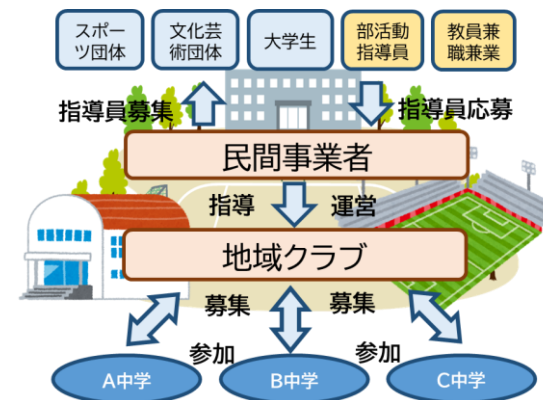 スポー
ツ団体
文化芸
術団体
大学生
部活動
指導員
教員兼
職兼業
指導員募集
指導員応募
民間事業者
指導
運営
地域クラブ
募集
募集
参加
参加
A中学
B中学
C中学